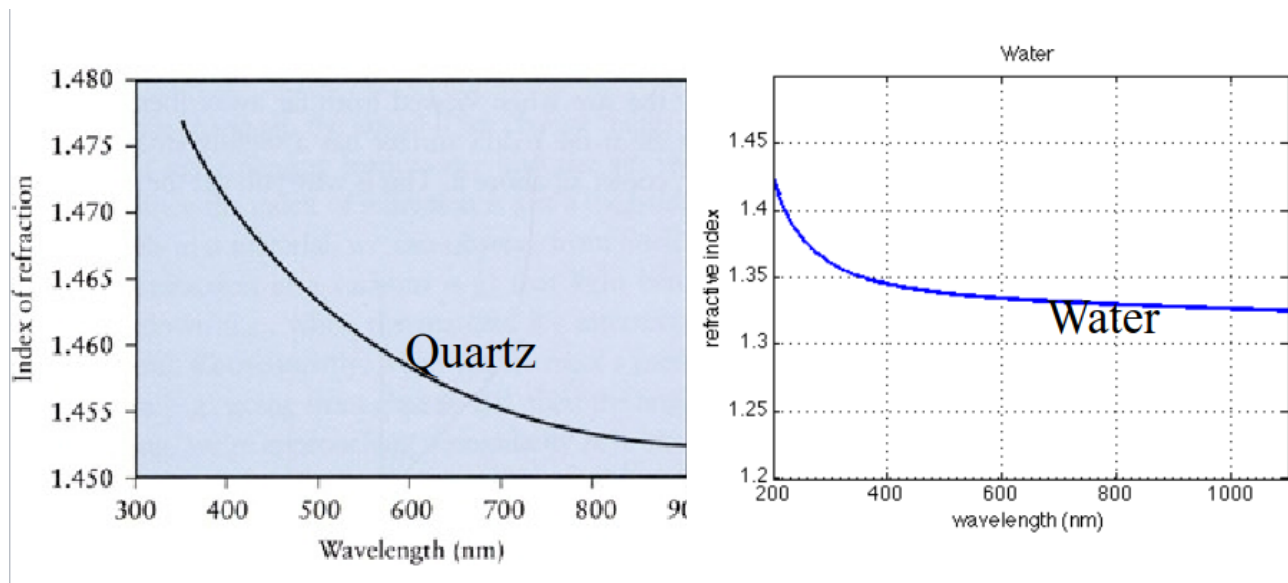 1.480
1.475
1.470
1.465
1.460
1.455
1.450
Index of refraction
Quartz
300 400 500 600 700 800 90
Wavelength (nm)
Water
1.45
1.4
1.35
1.3
1.25
1.2
refractive index
Water
200 400 600 800 1000
wavelength (nm)